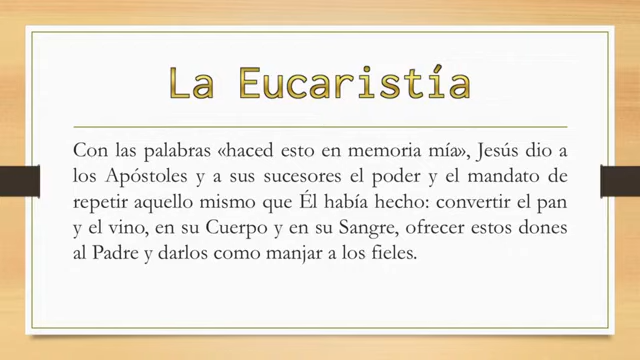 La Eucaristía
Con las palabras «haced esto en memoria mía», Jesús dio a
los Apóstoles y a sus sucesores el poder y el mandato de
repetir aquello mismo que Él había hecho: convertir el pan
y el vino, en su Cuerpo y en su Sangre, ofrecer estos dones
al Padre y darlos como manjar a los fieles.